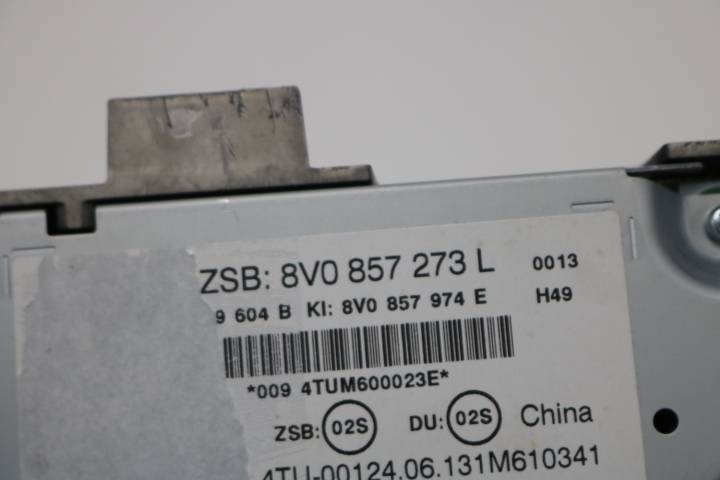 ZSB: 8V0 857 273 L 0013
9 604 B KI: 8V0 857 974 E H49
*009 4TUM600023E*
ZSB: 02S DU: 02S China
4TU-00124.06.131M610341